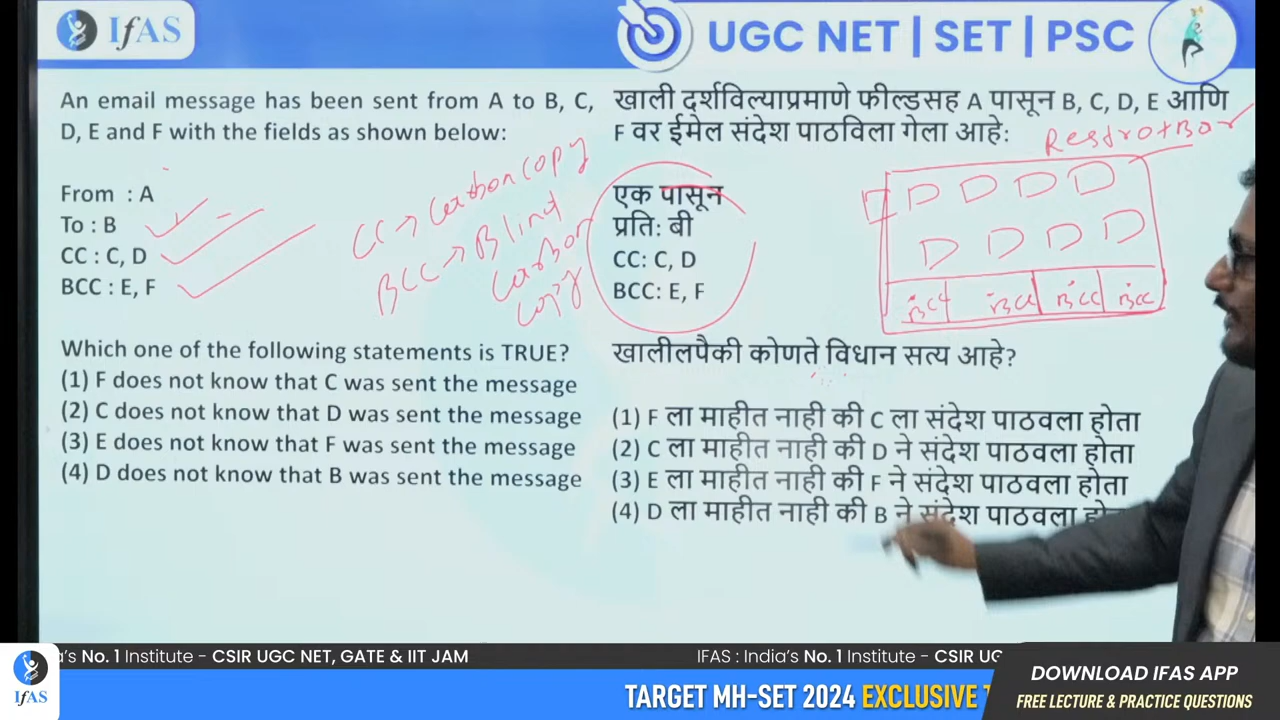 IfAS
UGC NET | SET | PSC
An email message has been sent from A to B, C,
D, E and F with the fields as shown below:
From : A
To : B
CC : C, D
BCC : E, F
CC → Carbon copy
BCC → Blind
Carbon
copy
Which one of the following statements is TRUE?
(1) F does not know that C was sent the message
(2) C does not know that D was sent the message
(3) E does not know that F was sent the message
(4) D does not know that B was sent the message
खाली दर्शविल्याप्रमाणे फील्डसह A पासून B, C, D, E आणि
F वर ईमेल संदेश पाठविला गेला आहे:
Restro+Bar
एक पासून
प्रति: बी
CC: C, D
BCC: E, F
D D D D
D D D D
BCC BCC BCC
खालीलपैकी कोणते विधान सत्य आहे?
(1) F ला माहीत नाही की C ला संदेश पाठवला होता
(2) C ला माहीत नाही की D ने संदेश पाठवला होता
(3) E ला माहीत नाही की F ने संदेश पाठवला होता
(4) D ला माहीत नाही की B ने संदेश पाठवला
IfAS
No. 1 Institute - CSIR UGC NET, GATE & IIT JAM
IFAS : India's No. 1 Institute - CSIR
DOWNLOAD IFAS APP
FREE LECTURE & PRACTICE QUESTIONS
TARGET MH-SET 2024 EXCLUSIVE